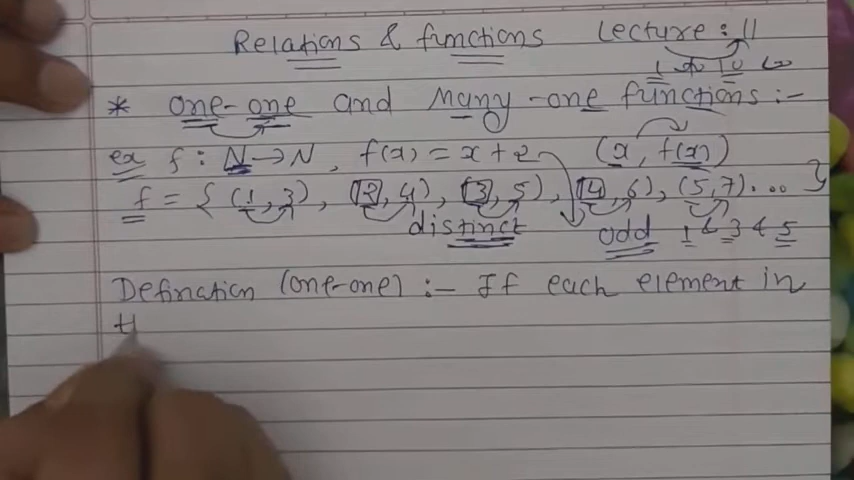 Relations & functions Lecture: 11
1 to 10
* one-one and Many-one functions :-
ex f : N → N , f(x) = x + 2 (x, f(x))
f = { (1, 3), (2, 4), (3, 5), (4, 6), (5, 7) .... }
distinct odd 1 2 3 4 5
Defination (one-one) :- If each element in